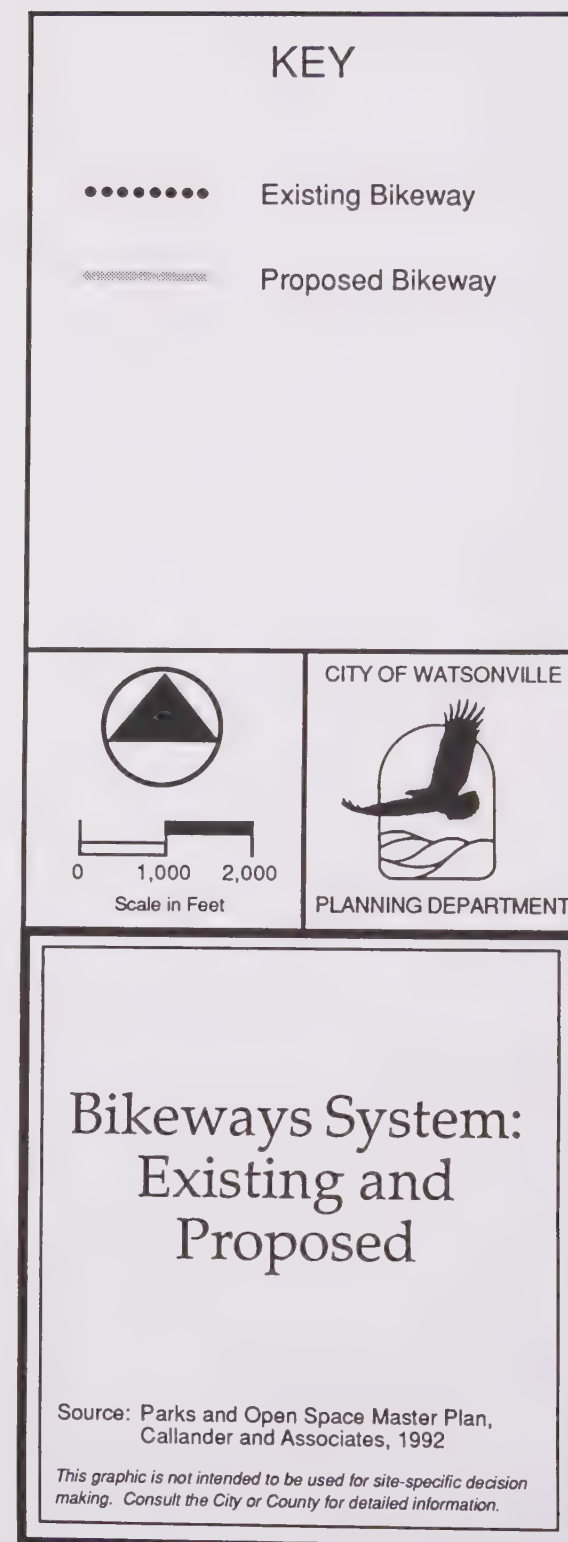 KEY
Existing Bikeway
Proposed Bikeway
0 1,000 2,000
Scale in Feet
CITY OF WATSONVILLE
PLANNING DEPARTMENT
Bikeways System:
Existing and
Proposed
Source: Parks and Open Space Master Plan,
Callander and Associates, 1992
This graphic is not intended to be used for site-specific decision
making. Consult the City or County for detailed information.